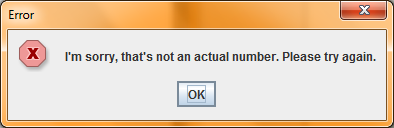 Error
I'm sorry, that's not an actual number. Please try again.
OK